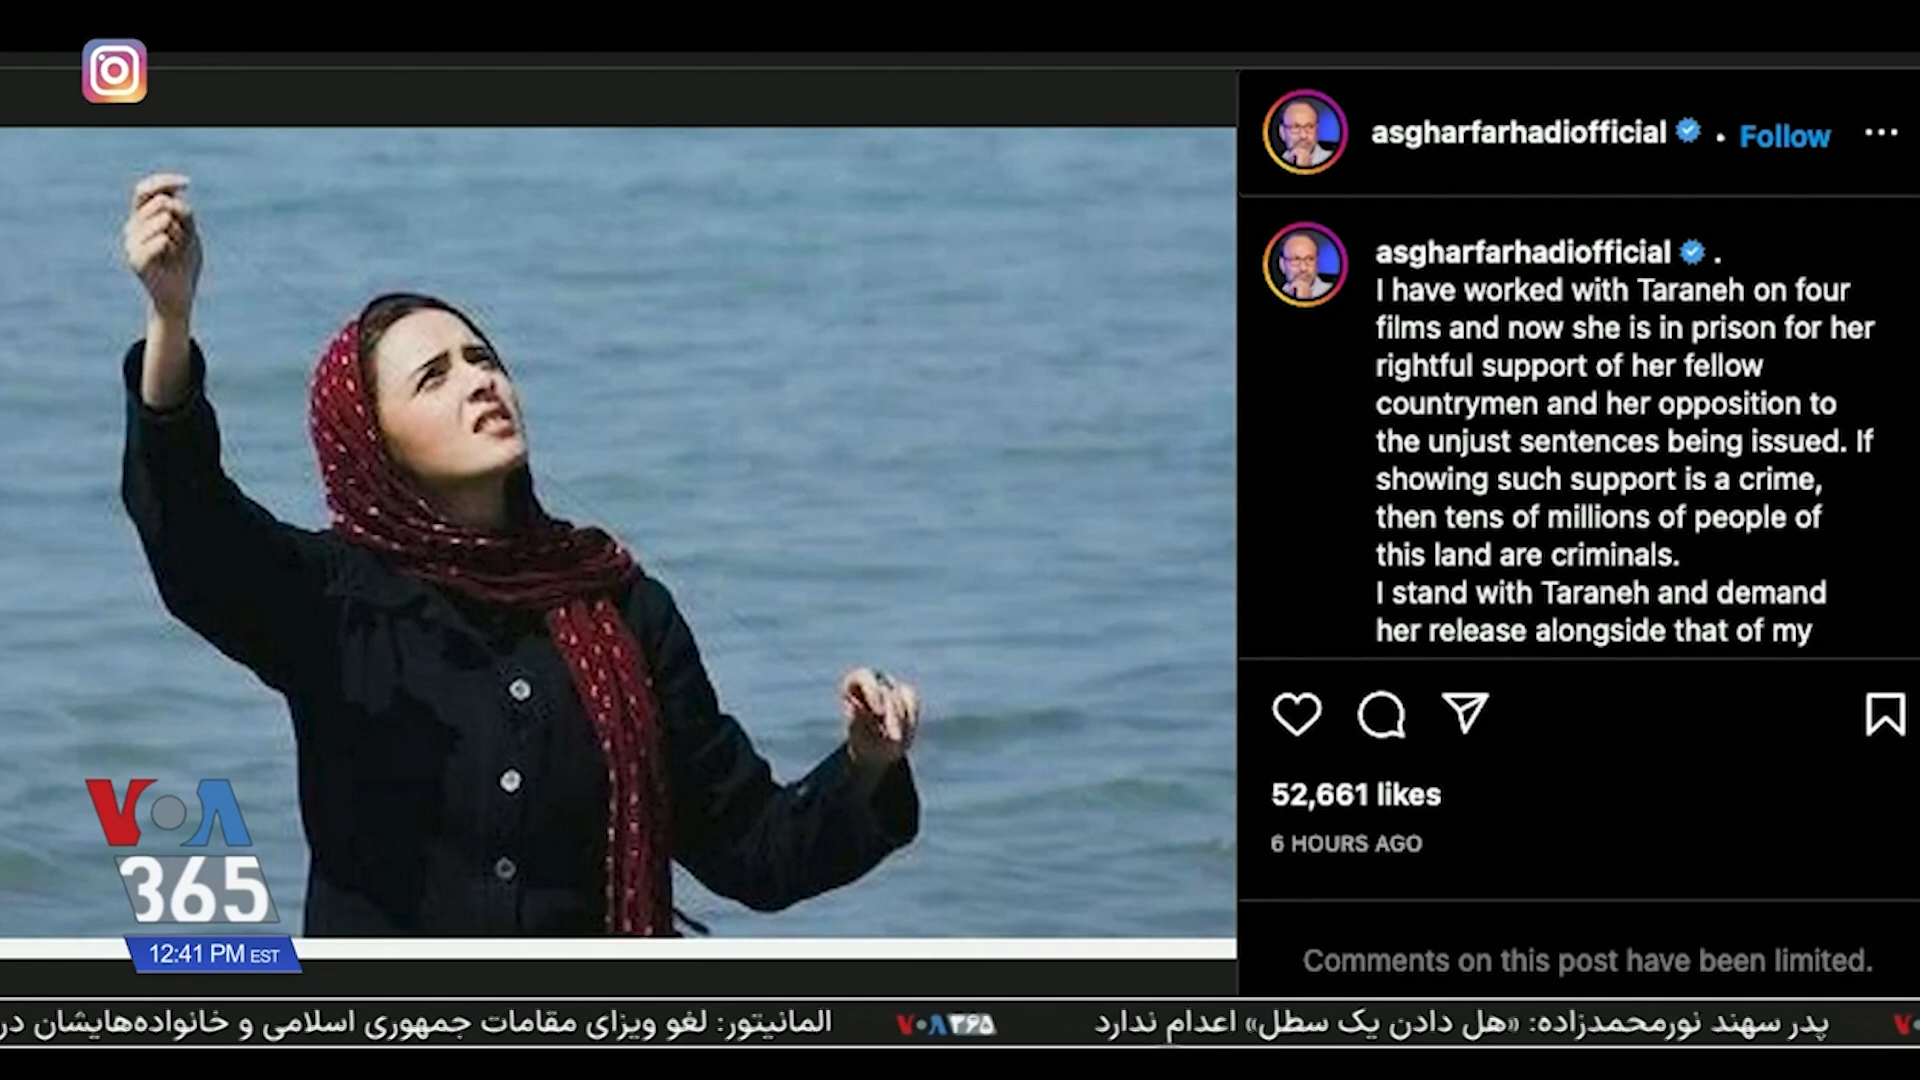 asgharfarhadiofficial • Follow ...
asgharfarhadiofficial .
I have worked with Taraneh on four
films and now she is in prison for her
rightful support of her fellow
countrymen and her opposition to
the unjust sentences being issued. If
showing such support is a crime,
then tens of millions of people of
this land are criminals.
I stand with Taraneh and demand
her release alongside that of my
52,661 likes
6 HOURS AGO
Comments on this post have been limited.
VOA
365
12:41 PM EST
پدر سهند نورمحمدزاده: «هل دادن یک سطل» اعدام ندارد
VOA ۳۶۵
المانیتور: لغو ویزای مقامات جمهوری اسلامی و خانواده‌هایشان در